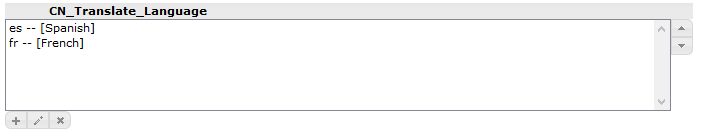 CN_Translate_Language
es -- [Spanish]
fr -- [French]